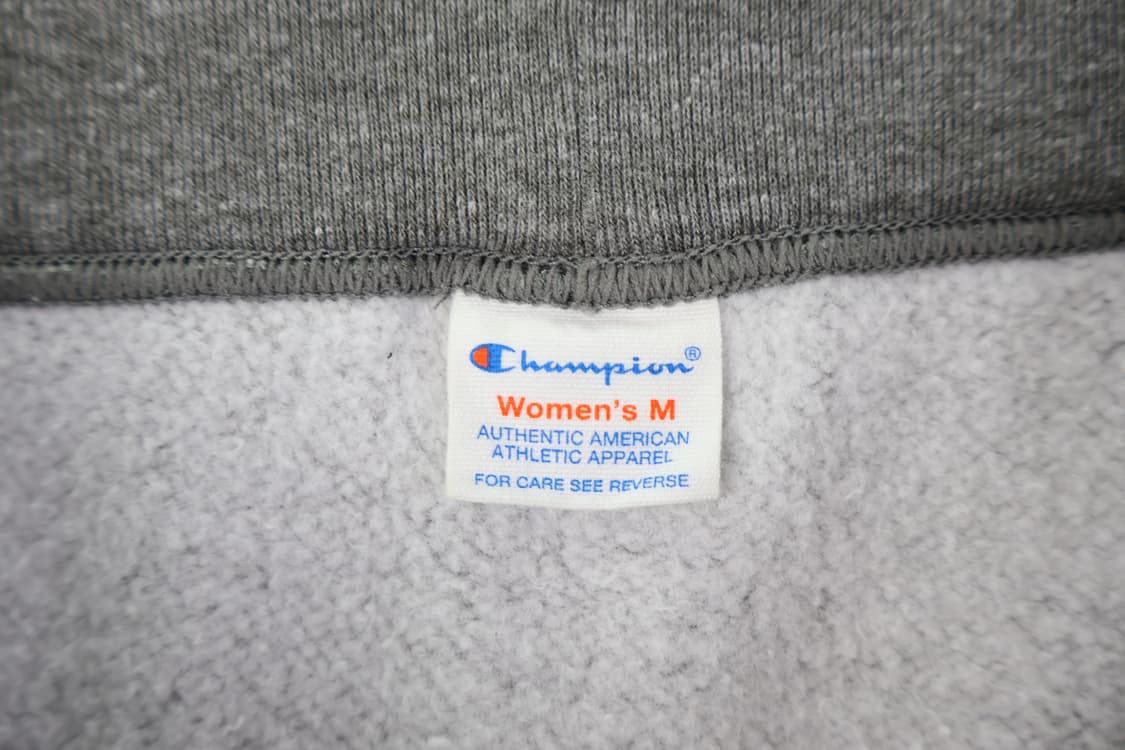 Champion®
Women's M
AUTHENTIC AMERICAN
ATHLETIC APPAREL
FOR CARE SEE REVERSE